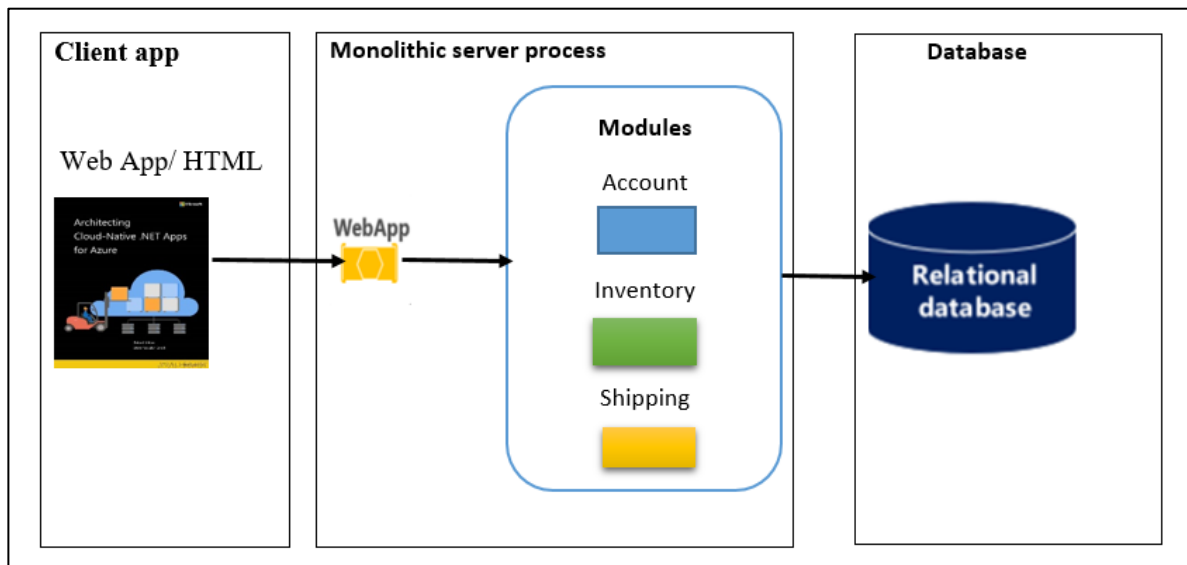 Client app
Web App/ HTML
Architecting
Cloud-Native .NET Apps
for Azure
Monolithic server process
WebApp
Modules
Account
Inventory
Shipping
Database
Relational
database